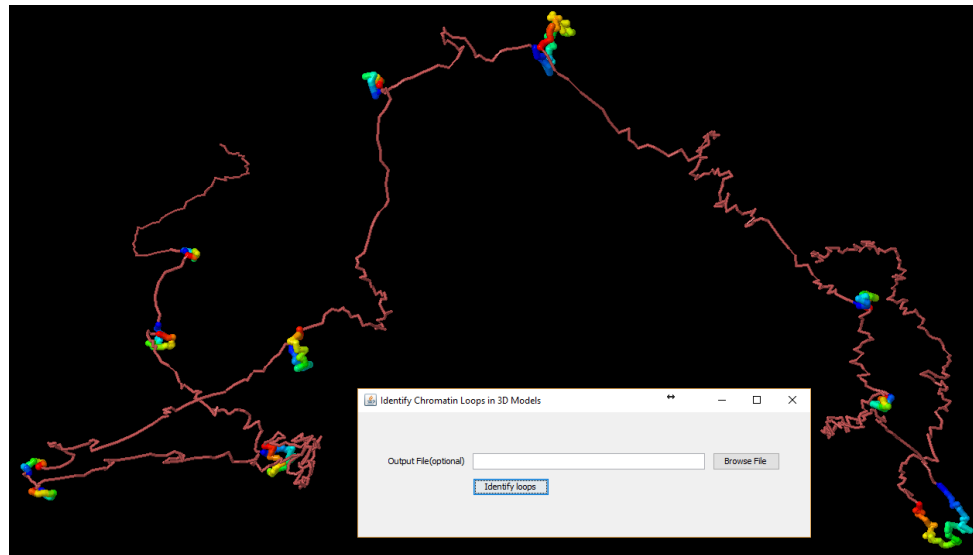 Identify Chromatin Loops in 3D Models
Output File(optional)
Browse File
Identify loops